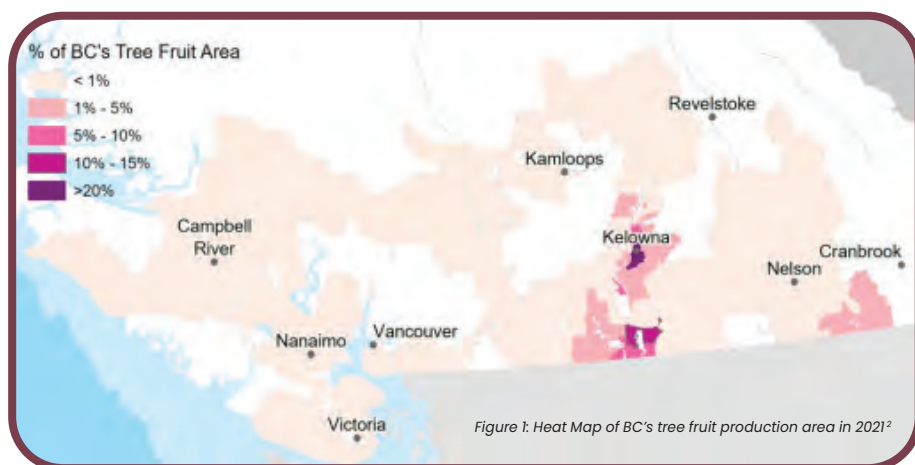 % of BC's Tree Fruit Area
< 1%
1% - 5%
5% - 10%
10% - 15%
>20%
Revelstoke
Kamloops
Campbell
River
Kelowna
Cranbrook
Nelson
Nanaimo
Vancouver
Victoria
Figure 1: Heat Map of BC's tree fruit production area in 2021²